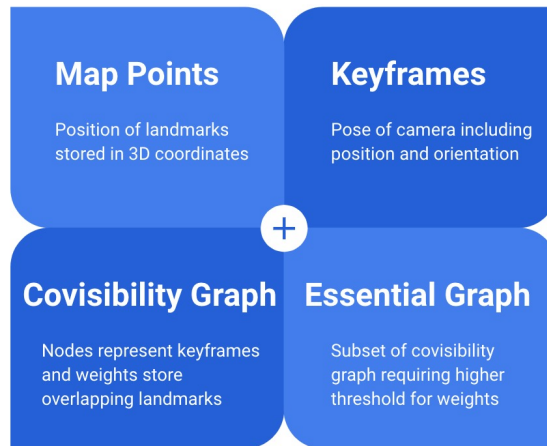 Map Points
Position of landmarks
stored in 3D coordinates
Keyframes
Pose of camera including
position and orientation
+
Covisibility Graph
Nodes represent keyframes
and weights store
overlapping landmarks
Essential Graph
Subset of covisibility
graph requiring higher
threshold for weights